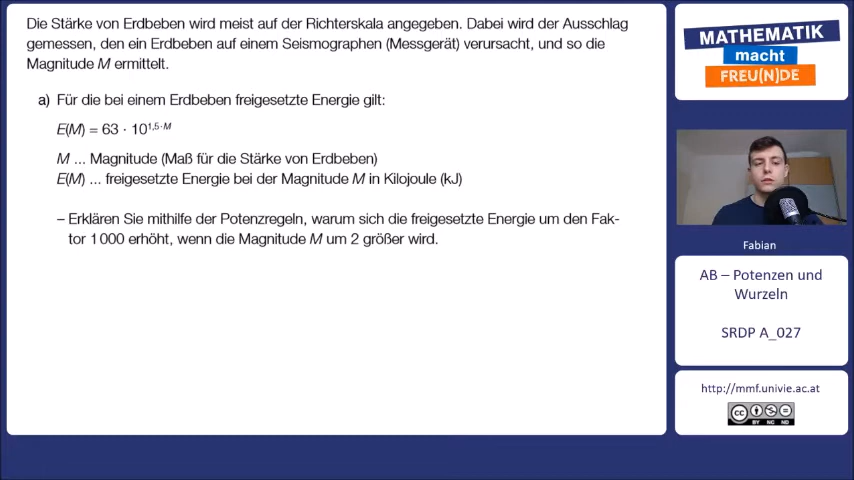 Die Stärke von Erdbeben wird meist auf der Richterskala angegeben. Dabei wird der Ausschlag
gemessen, den ein Erdbeben auf einem Seismographen (Messgerät) verursacht, und so die
Magnitude M ermittelt.
a) Für die bei einem Erdbeben freigesetzte Energie gilt:
E(M) = 63 · 10^1,5·M
M ... Magnitude (Maß für die Stärke von Erdbeben)
E(M) ... freigesetzte Energie bei der Magnitude M in Kilojoule (kJ)
– Erklären Sie mithilfe der Potenzregeln, warum sich die freigesetzte Energie um den Fak-
tor 1 000 erhöht, wenn die Magnitude M um 2 größer wird.
MATHEMATIK
macht
FREU(N)DE
Fabian
AB – Potenzen und
Wurzeln
SRDP A_027
http://mmf.univie.ac.at
CC
BY NC ND